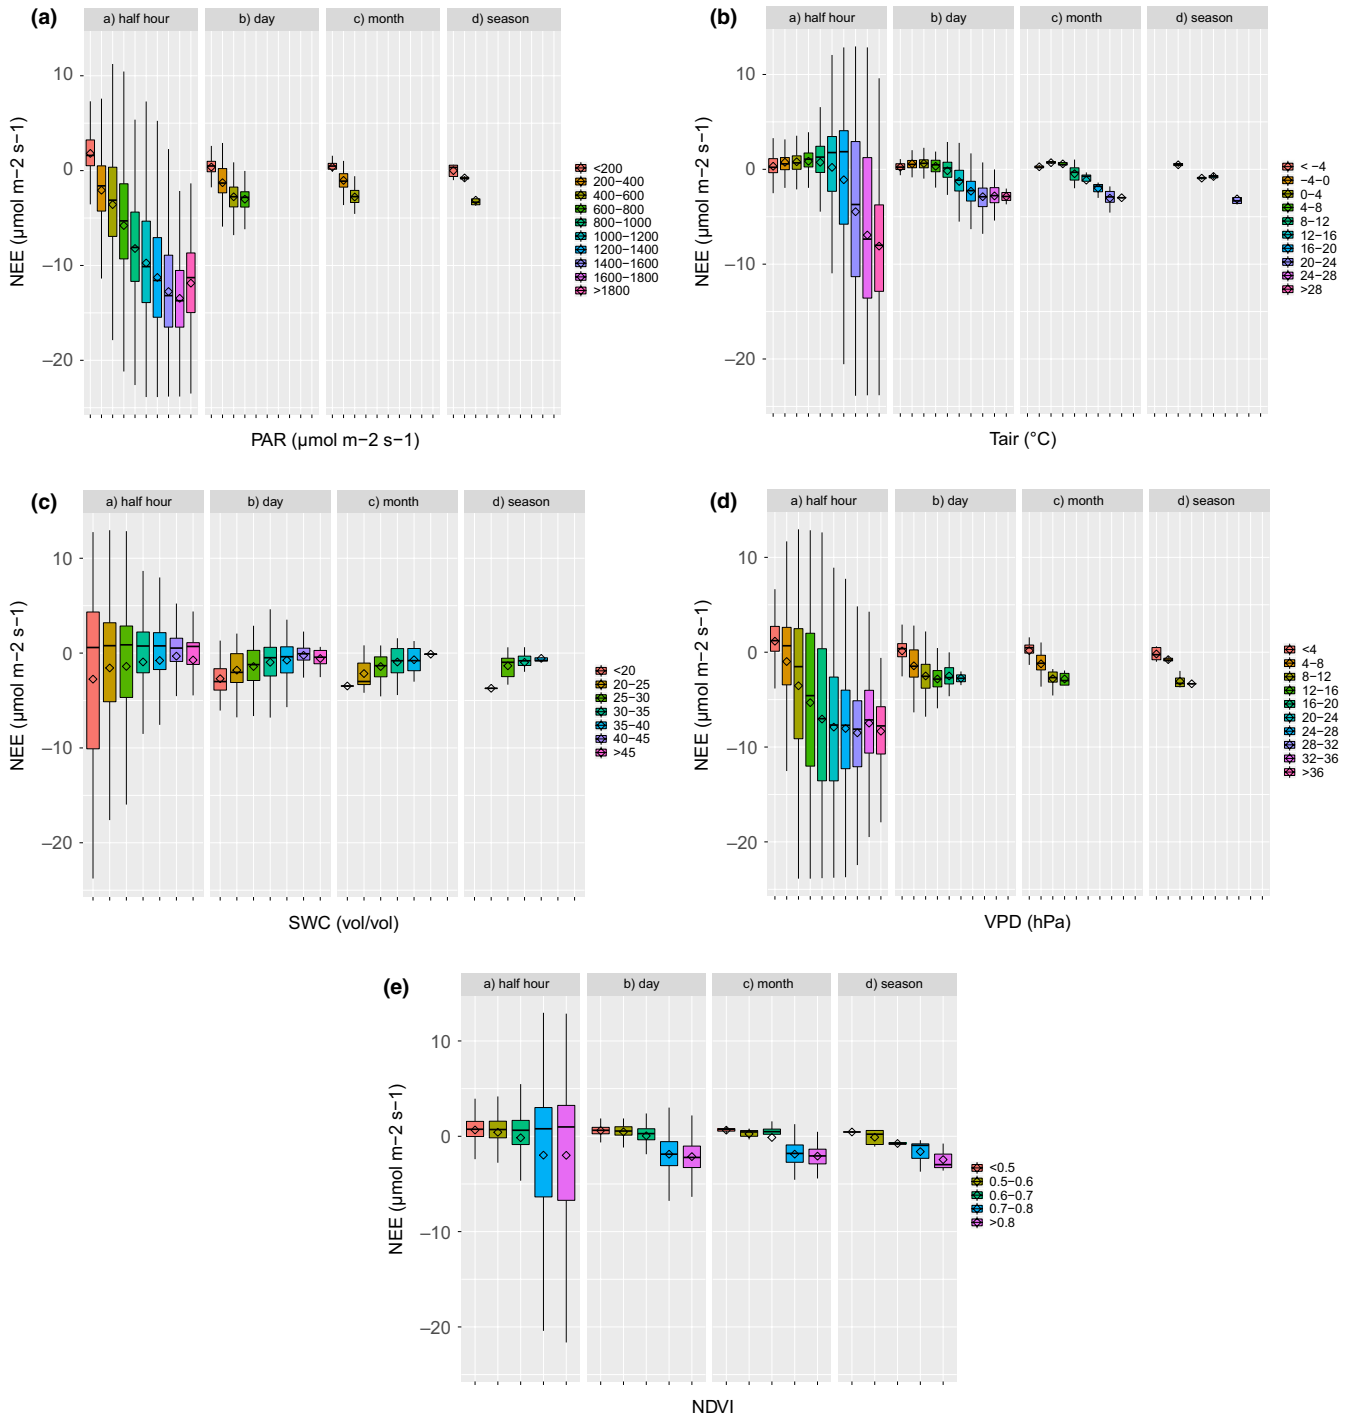 (a)
a) half hour
b) day
c) month
d) season
10
0
−10
−20
NEE (µmol m−2 s−1)
PAR (µmol m−2 s−1)
<200
200−400
400−600
600−800
800−1000
1000−1200
1200−1400
1400−1600
1600−1800
>1800
(b)
a) half hour
b) day
c) month
d) season
10
0
−10
−20
NEE (µmol m−2 s−1)
Tair (°C)
< −4
−4−0
0−4
4−8
8−12
12−16
16−20
20−24
24−28
>28
(c)
a) half hour
b) day
c) month
d) season
10
0
−10
−20
NEE (µmol m−2 s−1)
SWC (vol/vol)
<20
20−25
25−30
30−35
35−40
40−45
>45
(d)
a) half hour
b) day
c) month
d) season
10
0
−10
−20
NEE (µmol m−2 s−1)
VPD (hPa)
<4
4−8
8−12
12−16
16−20
20−24
24−28
28−32
32−36
>36
(e)
a) half hour
b) day
c) month
d) season
10
0
−10
−20
NEE (µmol m−2 s−1)
NDVI
<0.5
0.5−0.6
0.6−0.7
0.7−0.8
>0.8